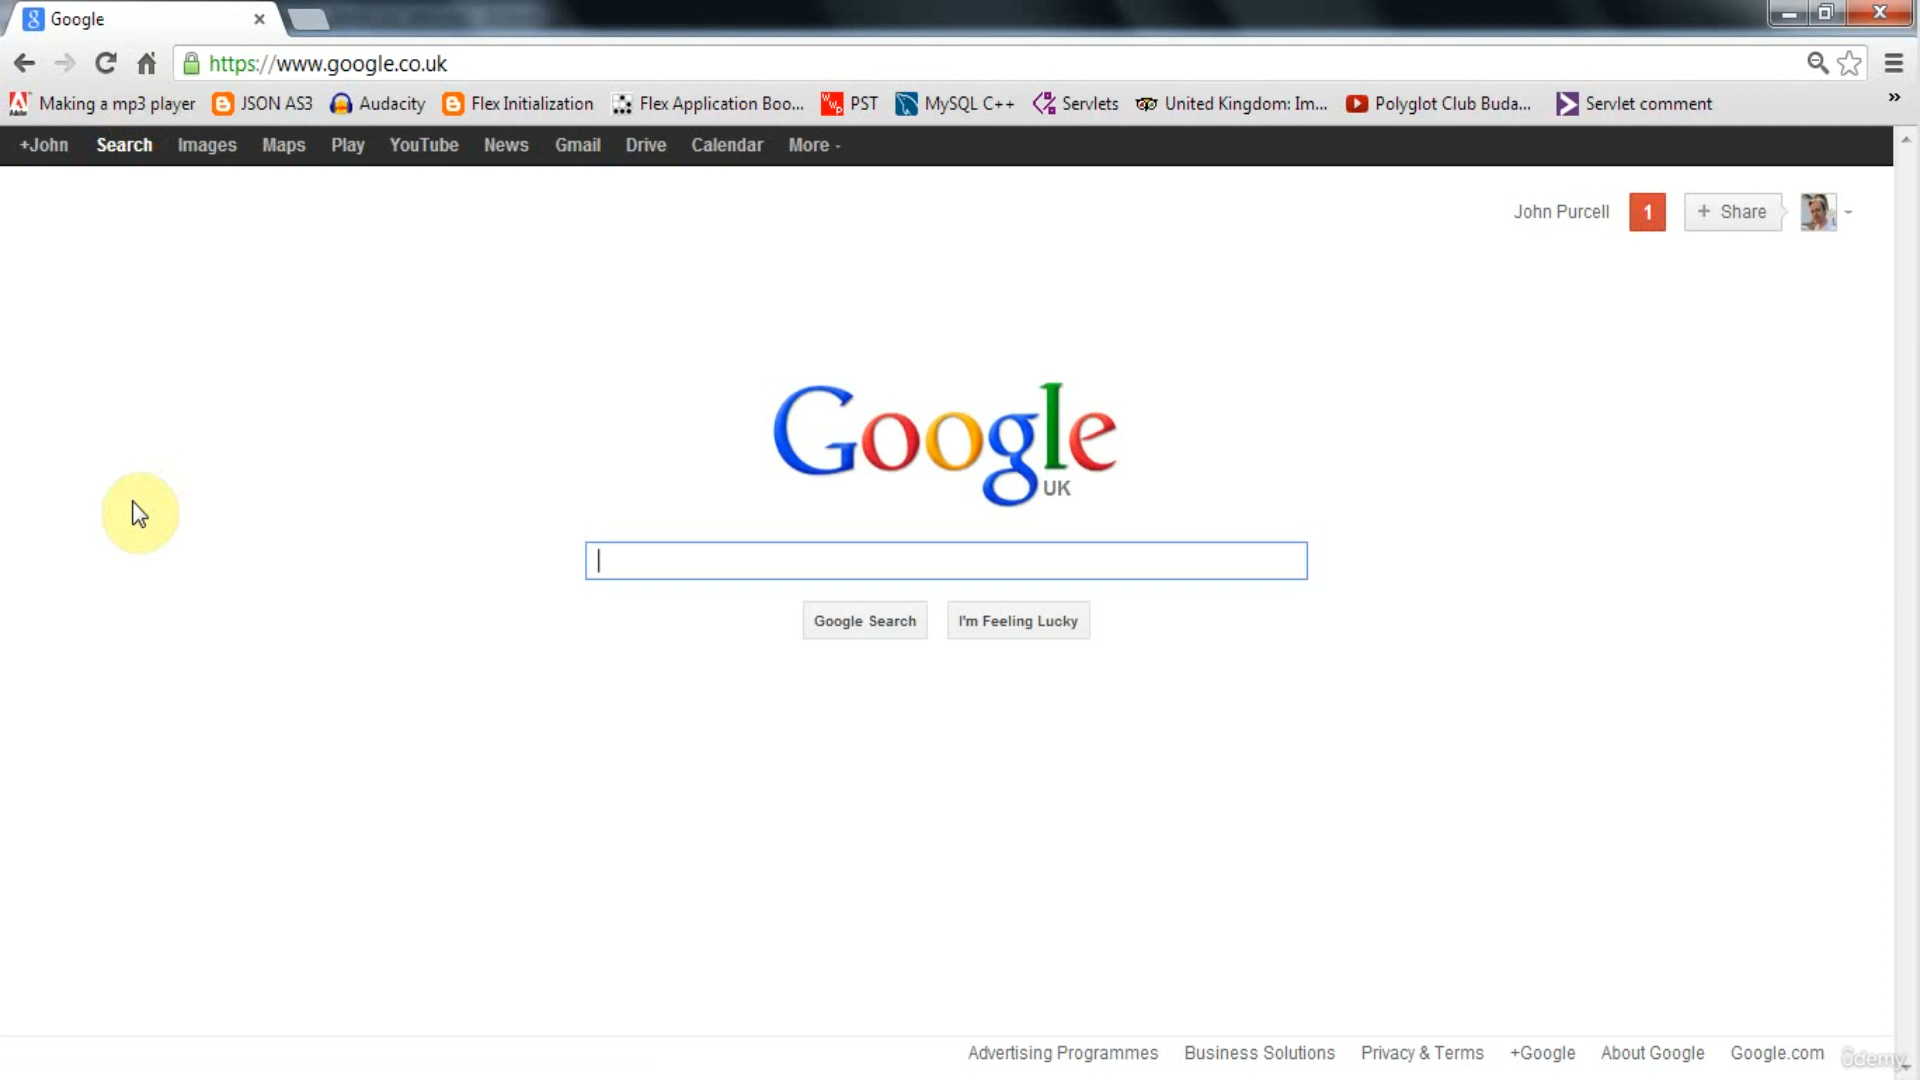 Google
https://www.google.co.uk
Making a mp3 player JSON AS3 Audacity Flex Initialization Flex Application Boo... PST MySQL C++ Servlets United Kingdom: Im... Polyglot Club Buda... Servlet comment »
+John Search Images Maps Play YouTube News Gmail Drive Calendar More
John Purcell 1 + Share
Google
UK
Google Search I'm Feeling Lucky
Advertising Programmes Business Solutions Privacy & Terms +Google About Google Google.com
ûdemy